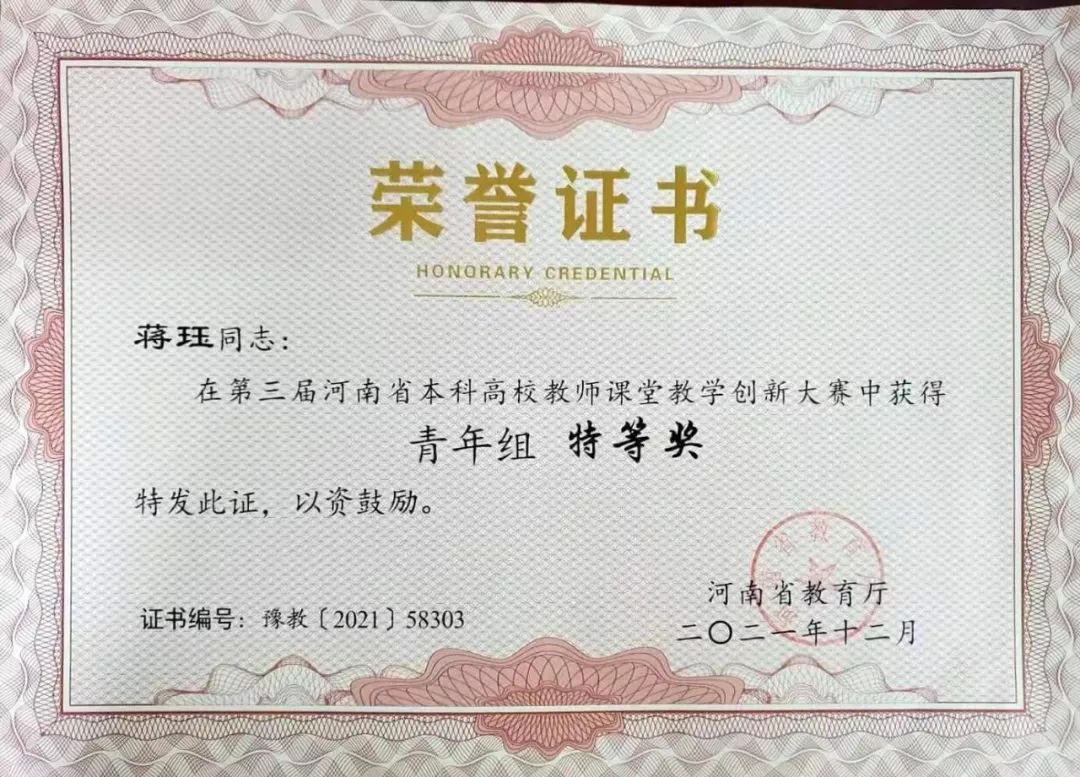 荣誉证书
HONORARY CREDENTIAL
蒋珏同志：
在第三届河南省本科高校教师课堂教学创新大赛中获得
青年组 特等奖
特发此证，以资鼓励。
省教育
河南省教育厅
证书编号：豫教〔2021〕58303
二〇二一年十二月